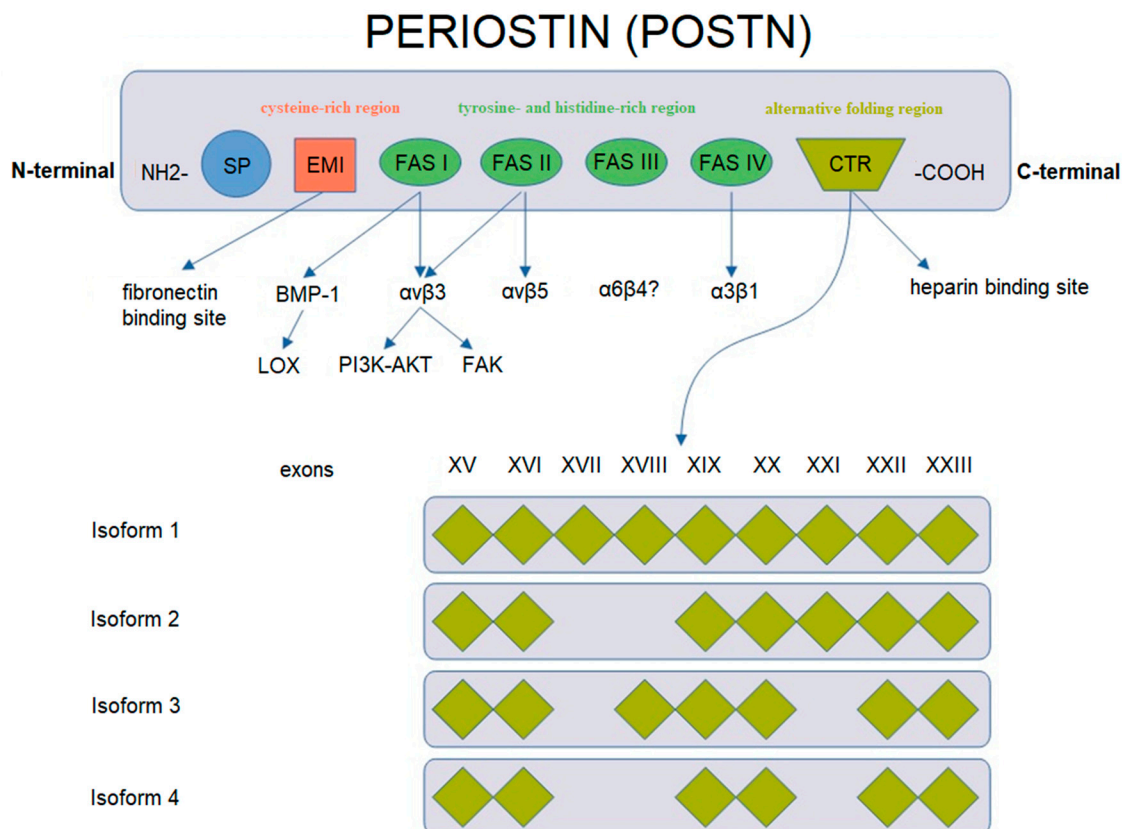 PERIOSTIN (POSTN)
cysteine-rich region tyrosine- and histidine-rich region alternative folding region
N-terminal NH2- SP EMI FAS I FAS II FAS III FAS IV CTR -COOH C-terminal
fibronectin
binding site
BMP-1 αvβ3 αvβ5 α6β4? α3β1 heparin binding site
LOX PI3K-AKT FAK
exons XV XVI XVII XVIII XIX XX XXI XXII XXIII
Isoform 1
Isoform 2
Isoform 3
Isoform 4